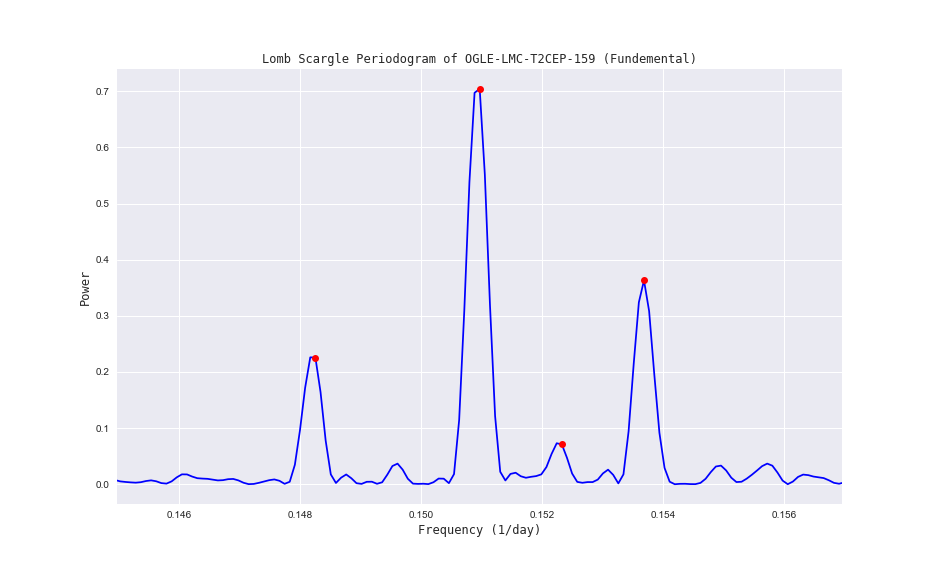 Lomb Scargle Periodogram of OGLE-LMC-T2CEP-159 (Fundemental)
0.7
0.6
0.5
0.4
0.3
0.2
0.1
0.0
Power
0.146 0.148 0.150 0.152 0.154 0.156
Frequency (1/day)